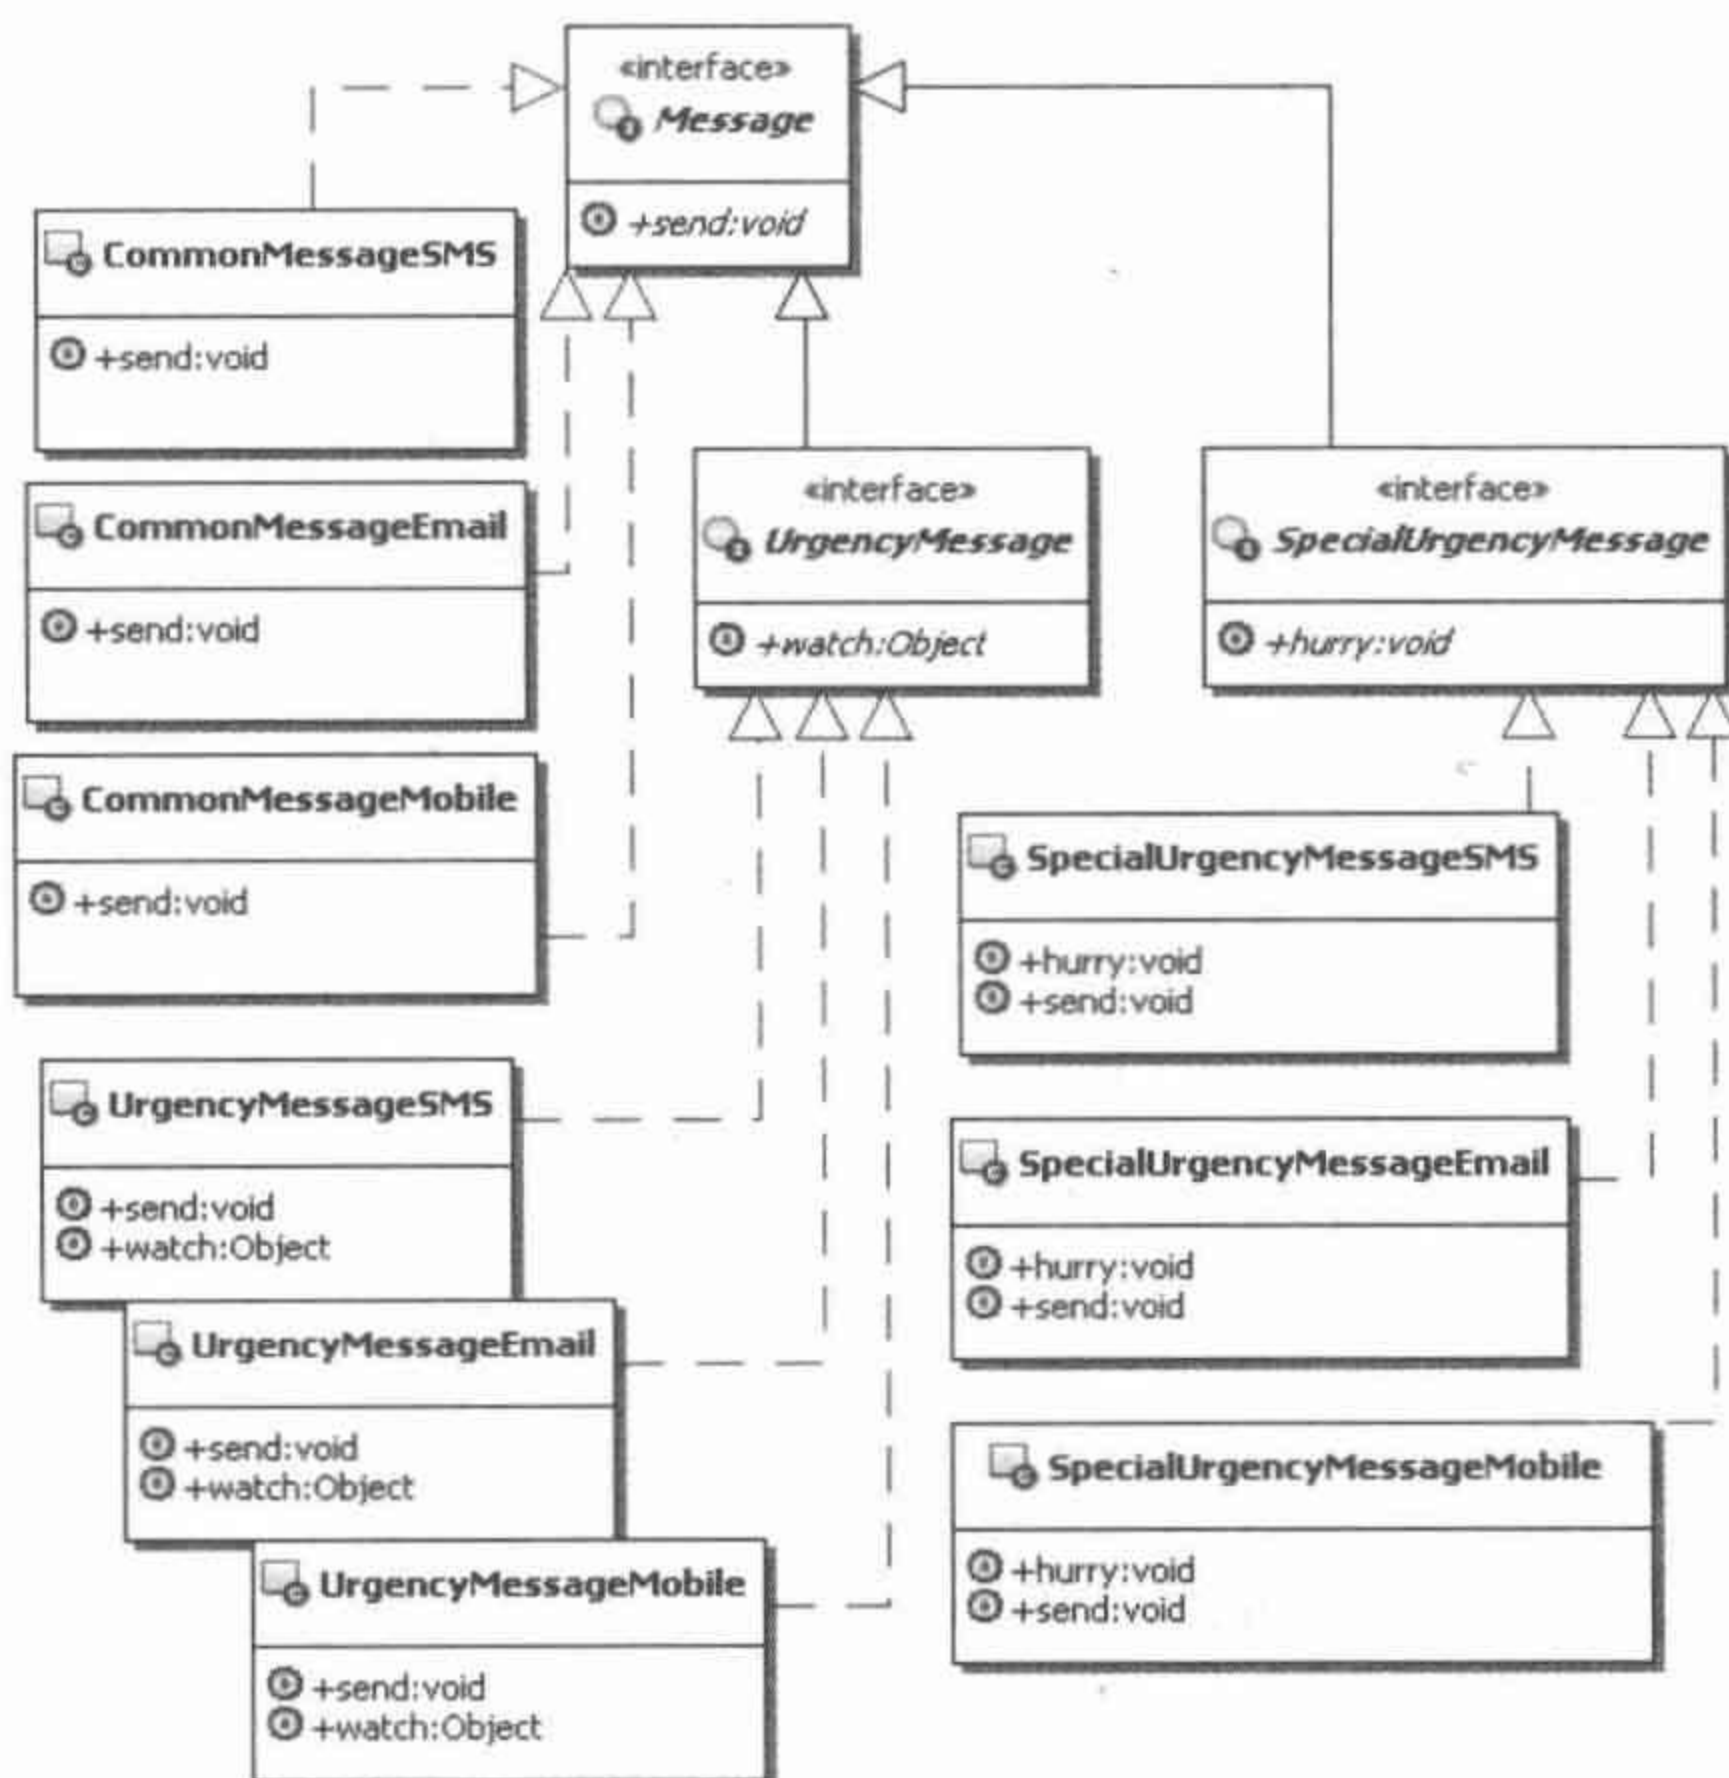 «interface»
Message
+send:void
CommonMessageSMS
+send:void
CommonMessageEmail
+send:void
CommonMessageMobile
+send:void
«interface»
UrgencyMessage
+watch:Object
«interface»
SpecialUrgencyMessage
+hurry:void
UrgencyMessageSMS
+send:void
+watch:Object
UrgencyMessageEmail
+send:void
+watch:Object
UrgencyMessageMobile
+send:void
+watch:Object
SpecialUrgencyMessageSMS
+hurry:void
+send:void
SpecialUrgencyMessageEmail
+hurry:void
+send:void
SpecialUrgencyMessageMobile
+hurry:void
+send:void